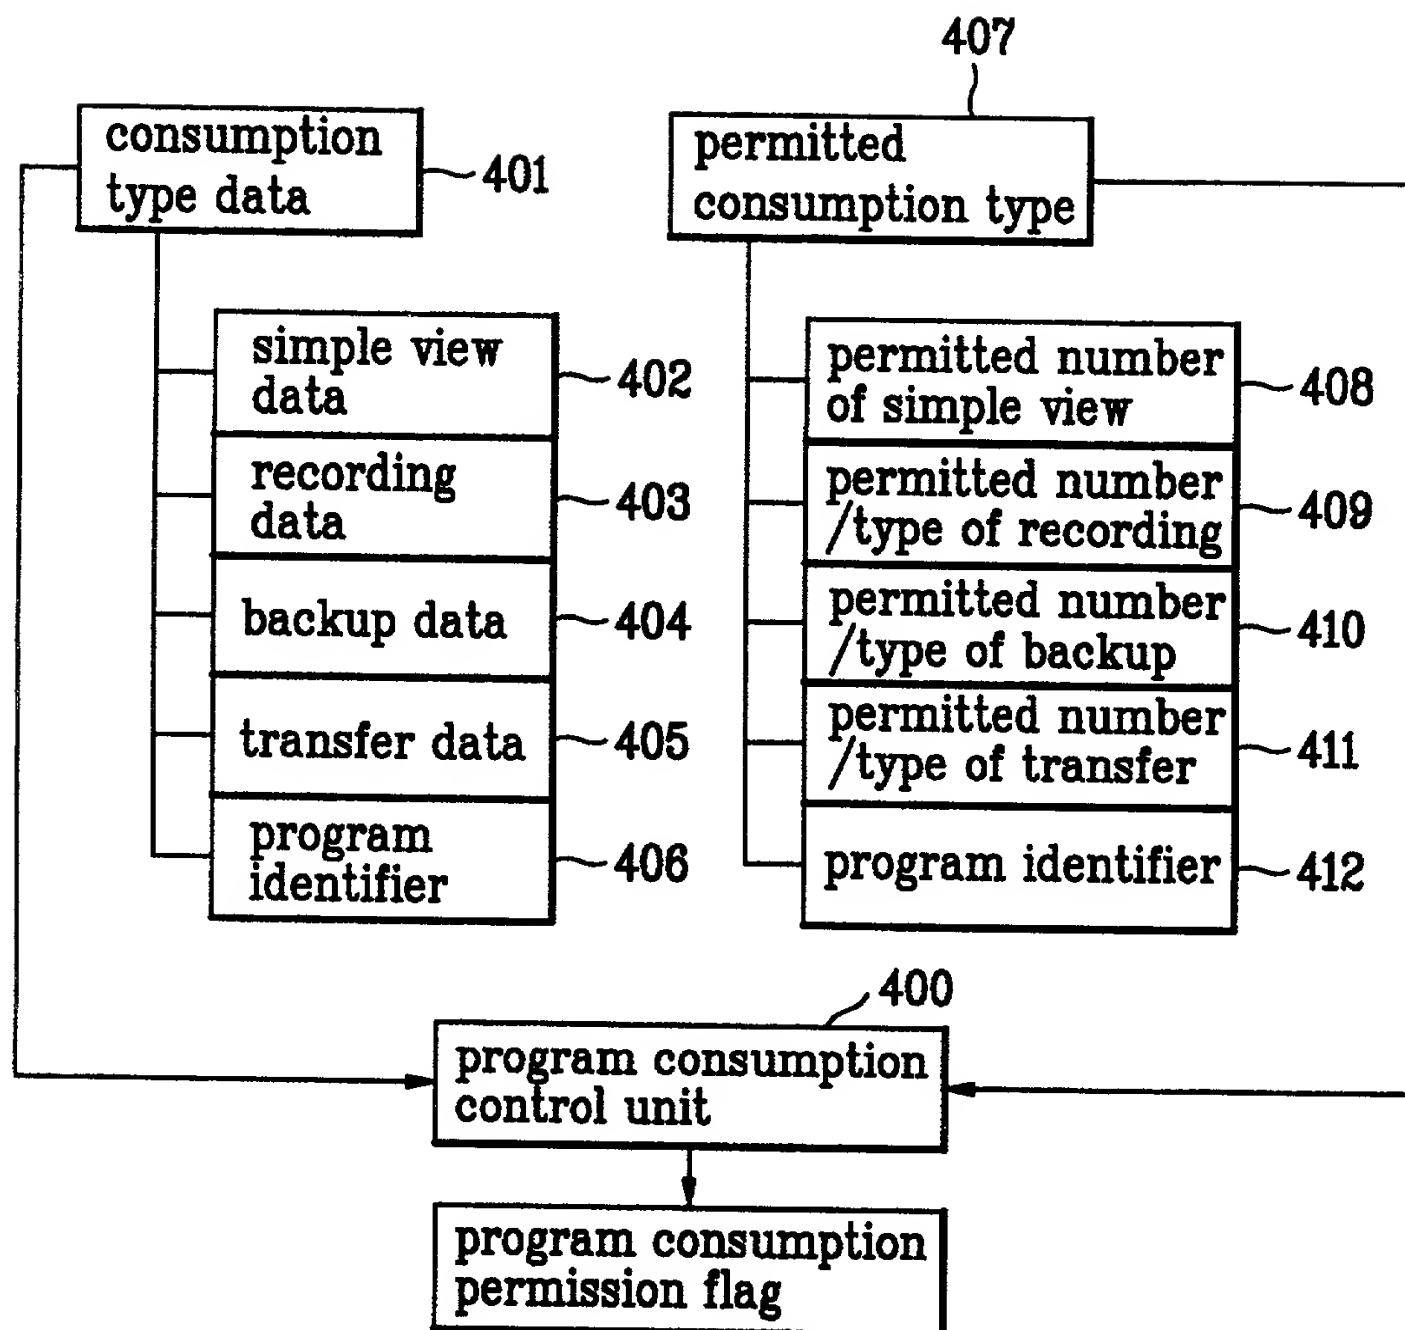 407
consumption
type data
401
permitted
consumption type
simple view
data
402
recording
data
403
backup data
404
transfer data
405
program
identifier
406
permitted number
of simple view
408
permitted number
/type of recording
409
permitted number
/type of backup
410
permitted number
/type of transfer
411
program identifier
412
400
program consumption
control unit
program consumption
permission flag